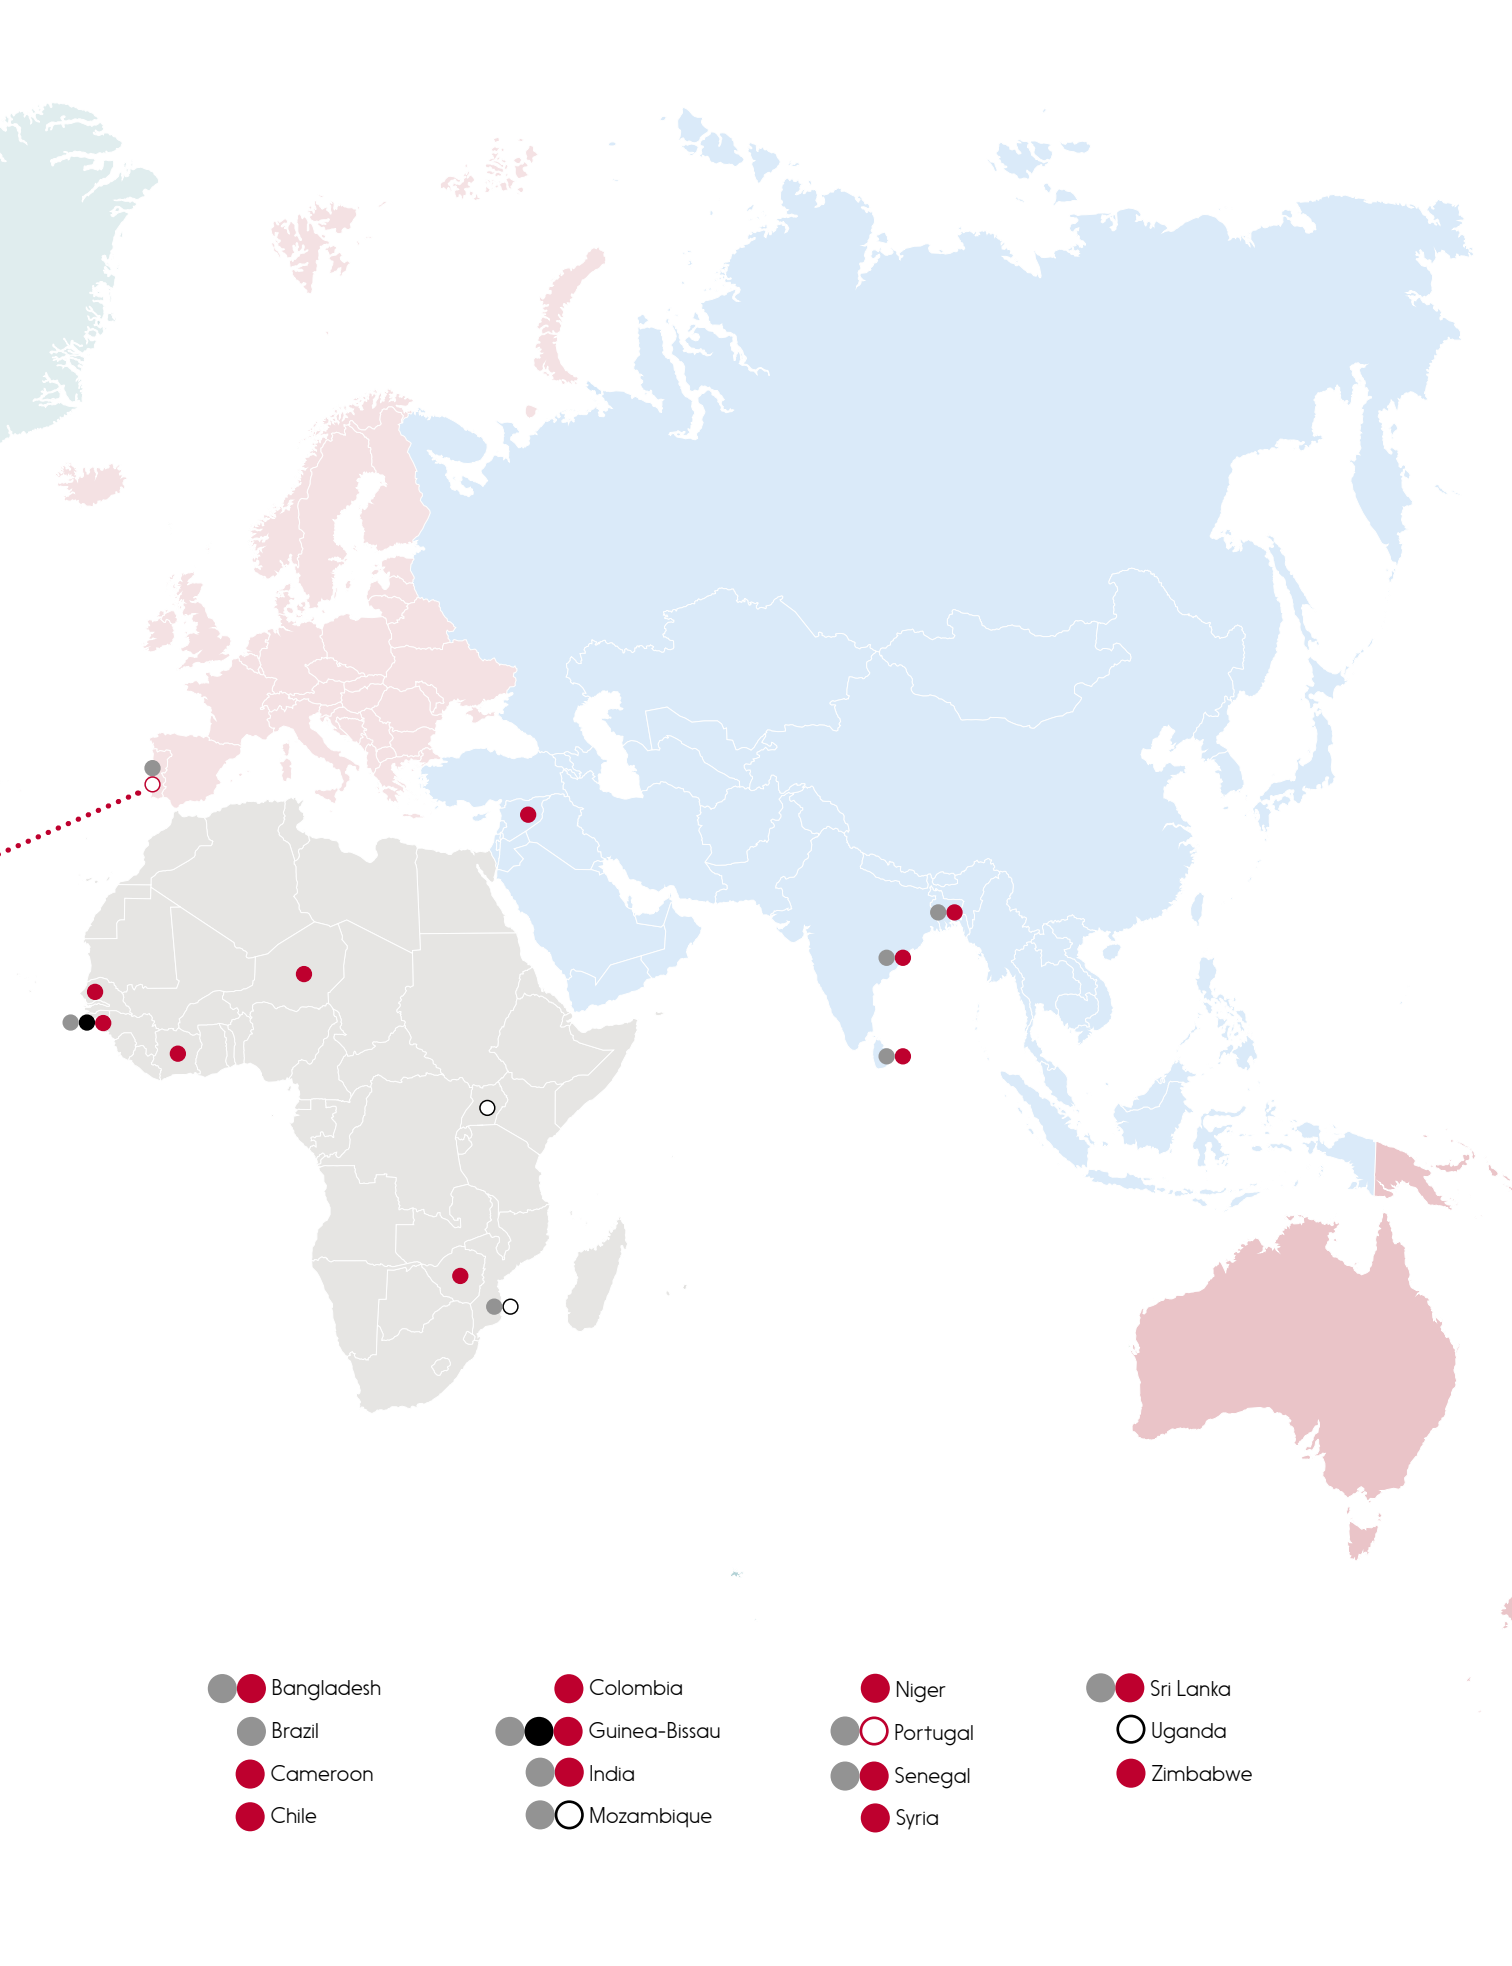 Bangladesh
Brazil
Cameroon
Chile
Colombia
Guinea-Bissau
India
Mozambique
Niger
Portugal
Senegal
Syria
Sri Lanka
Uganda
Zimbabwe